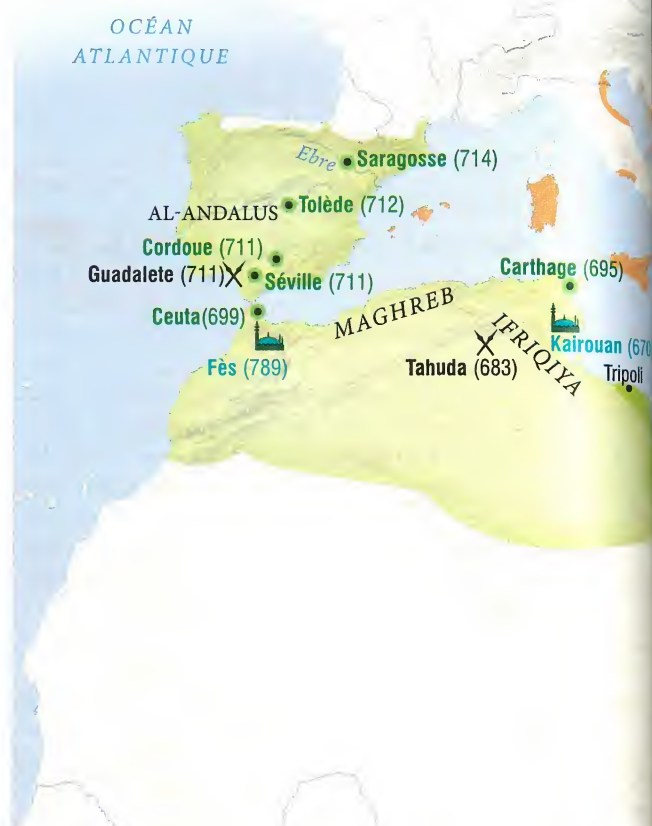 OCÉAN
ATLANTIQUE
Ebre
Saragosse (714)
AL-ANDALUS
Tolède (712)
Cordoue (711)
Guadalete (711)
Séville (711)
Carthage (695)
Ceuta(699)
MAGHREB
IFRIQIYA
Kairouan (670
Fès (789)
Tahuda (683)
Tripoli